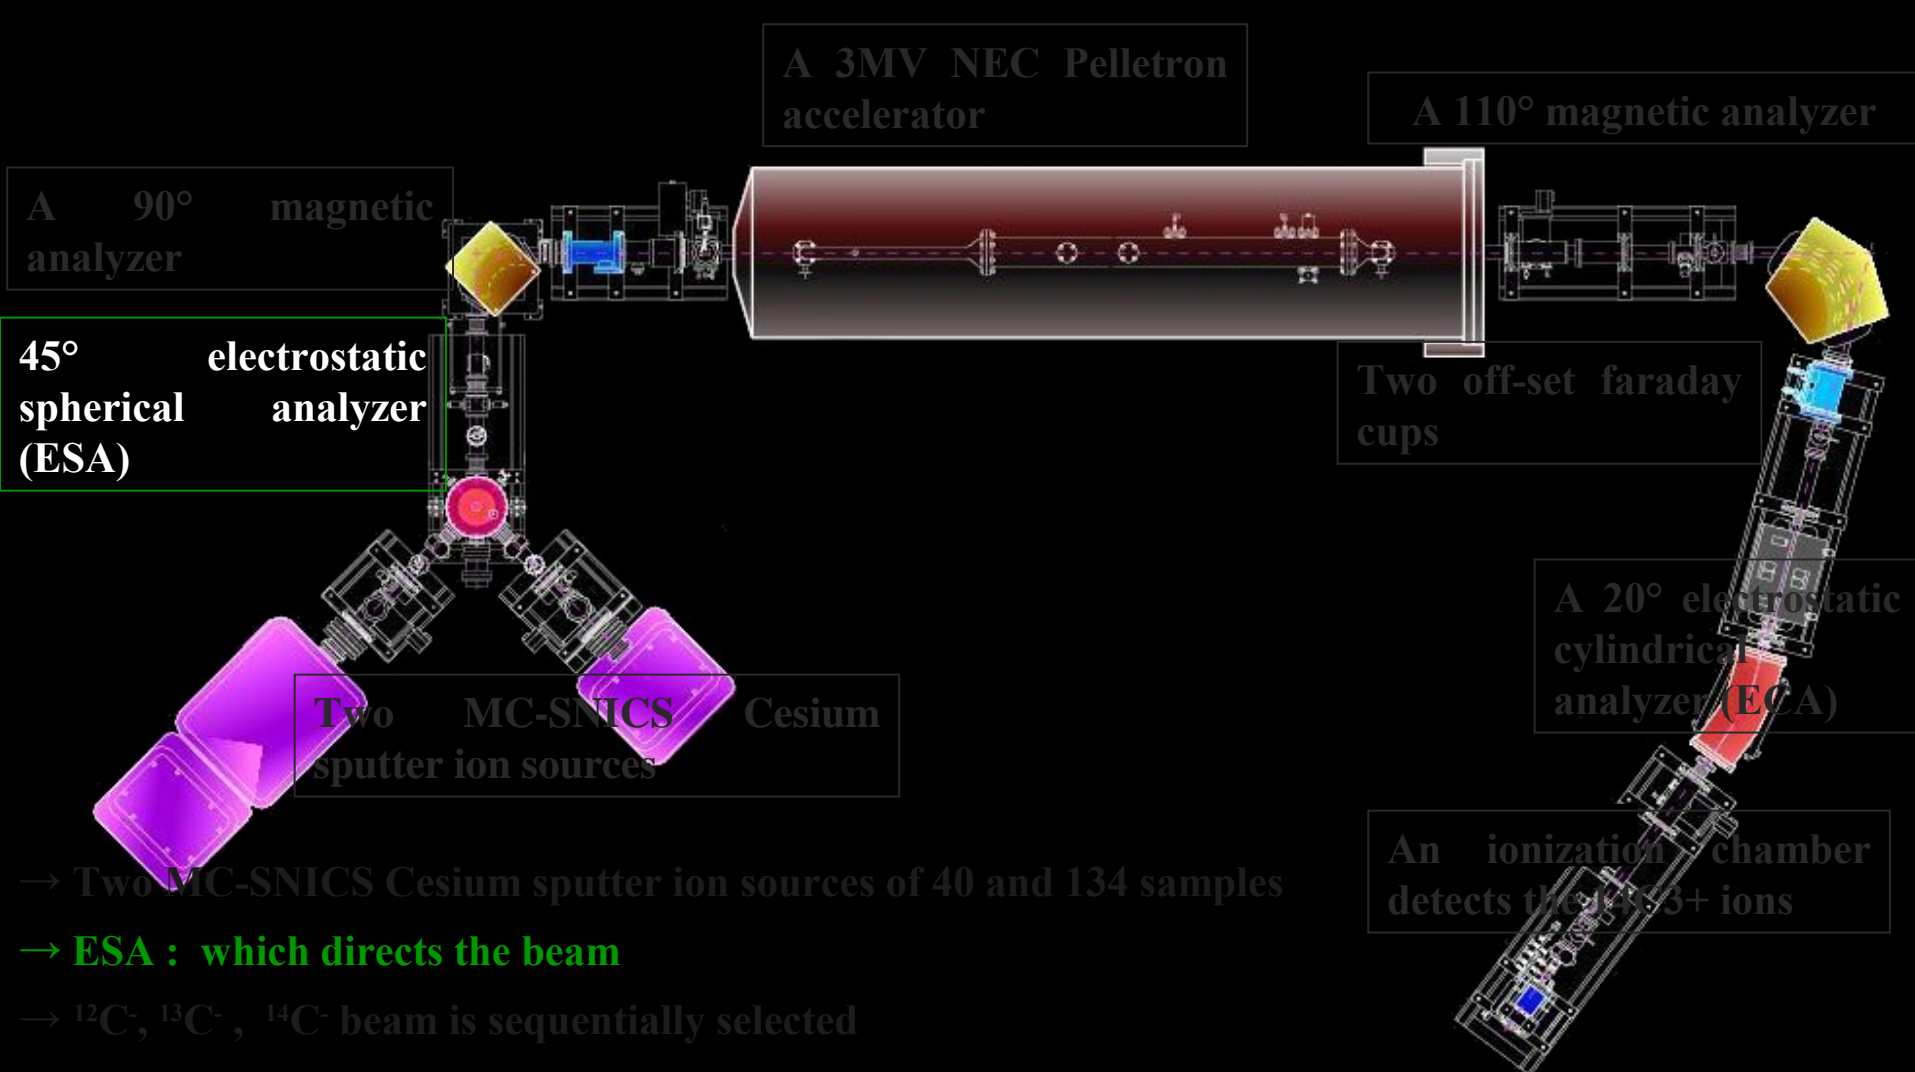 A 3MV NEC Pelletron
accelerator
A 110° magnetic analyzer
A 90° magnetic
analyzer
45° electrostatic
spherical analyzer
(ESA)
Two off-set faraday
cups
A 20° electrostatic
cylindrical
analyzer (ECA)
Two MC-SNICS Cesium
sputter ion sources
An ionization chamber
detects the 14C3+ ions
→ Two MC-SNICS Cesium sputter ion sources of 40 and 134 samples
→ ESA : which directs the beam
→ ¹²C⁻, ¹³C⁻ , ¹⁴C⁻ beam is sequentially selected